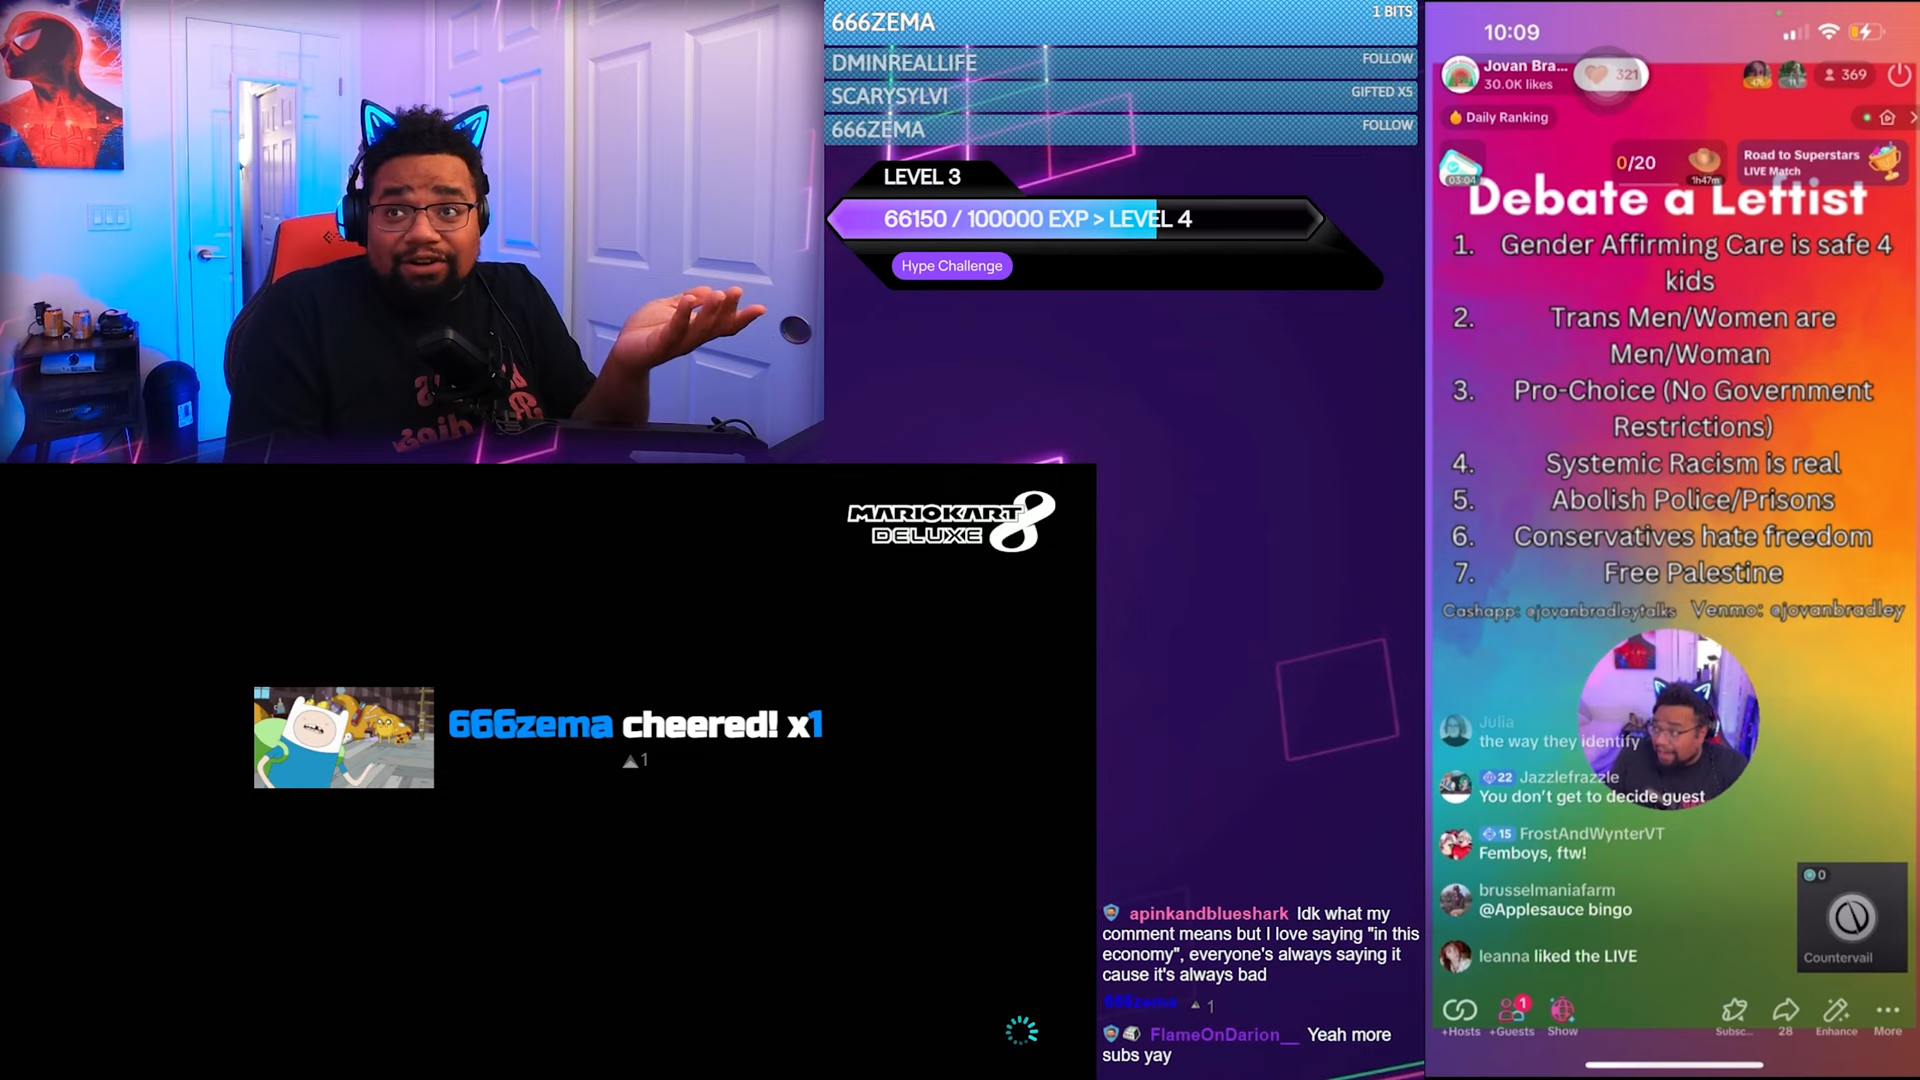 666ZEMA
1 BITS
DMINREALLIFE
FOLLOW
SCARYSYLVI
GIFTED X5
666ZEMA
FOLLOW
LEVEL 3
66150 / 100000 EXP > LEVEL 4
Hype Challenge
MARIOKART 8
DELUXE
666zema cheered! x1
1
apinkandblueshark Idk what my
comment means but I love saying "in this
economy", everyone's always saying it
cause it's always bad
666zema 1
FlameOnDarion__ Yeah more
subs yay
10:09
Jovan Bra...
30.0K likes
321
369
Daily Ranking
03:04
0/20
1h47m
Road to Superstars
LIVE Match
Debate a Leftist
1. Gender Affirming Care is safe 4
kids
2. Trans Men/Women are
Men/Woman
3. Pro-Choice (No Government
Restrictions)
4. Systemic Racism is real
5. Abolish Police/Prisons
6. Conservatives hate freedom
7. Free Palestine
Cashapp: @jovanbradleytalks Venmo: @jovanbradley
Julia
the way they identify
22 Jazzlefrazzle
You don't get to decide guest
15 FrostAndWynterVT
Femboys, ftw!
brusselmaniafarm
@Applesauce bingo
leanna liked the LIVE
0
Countervail
+Hosts
1
+Guests
Show
Subsc...
28
Enhance
More